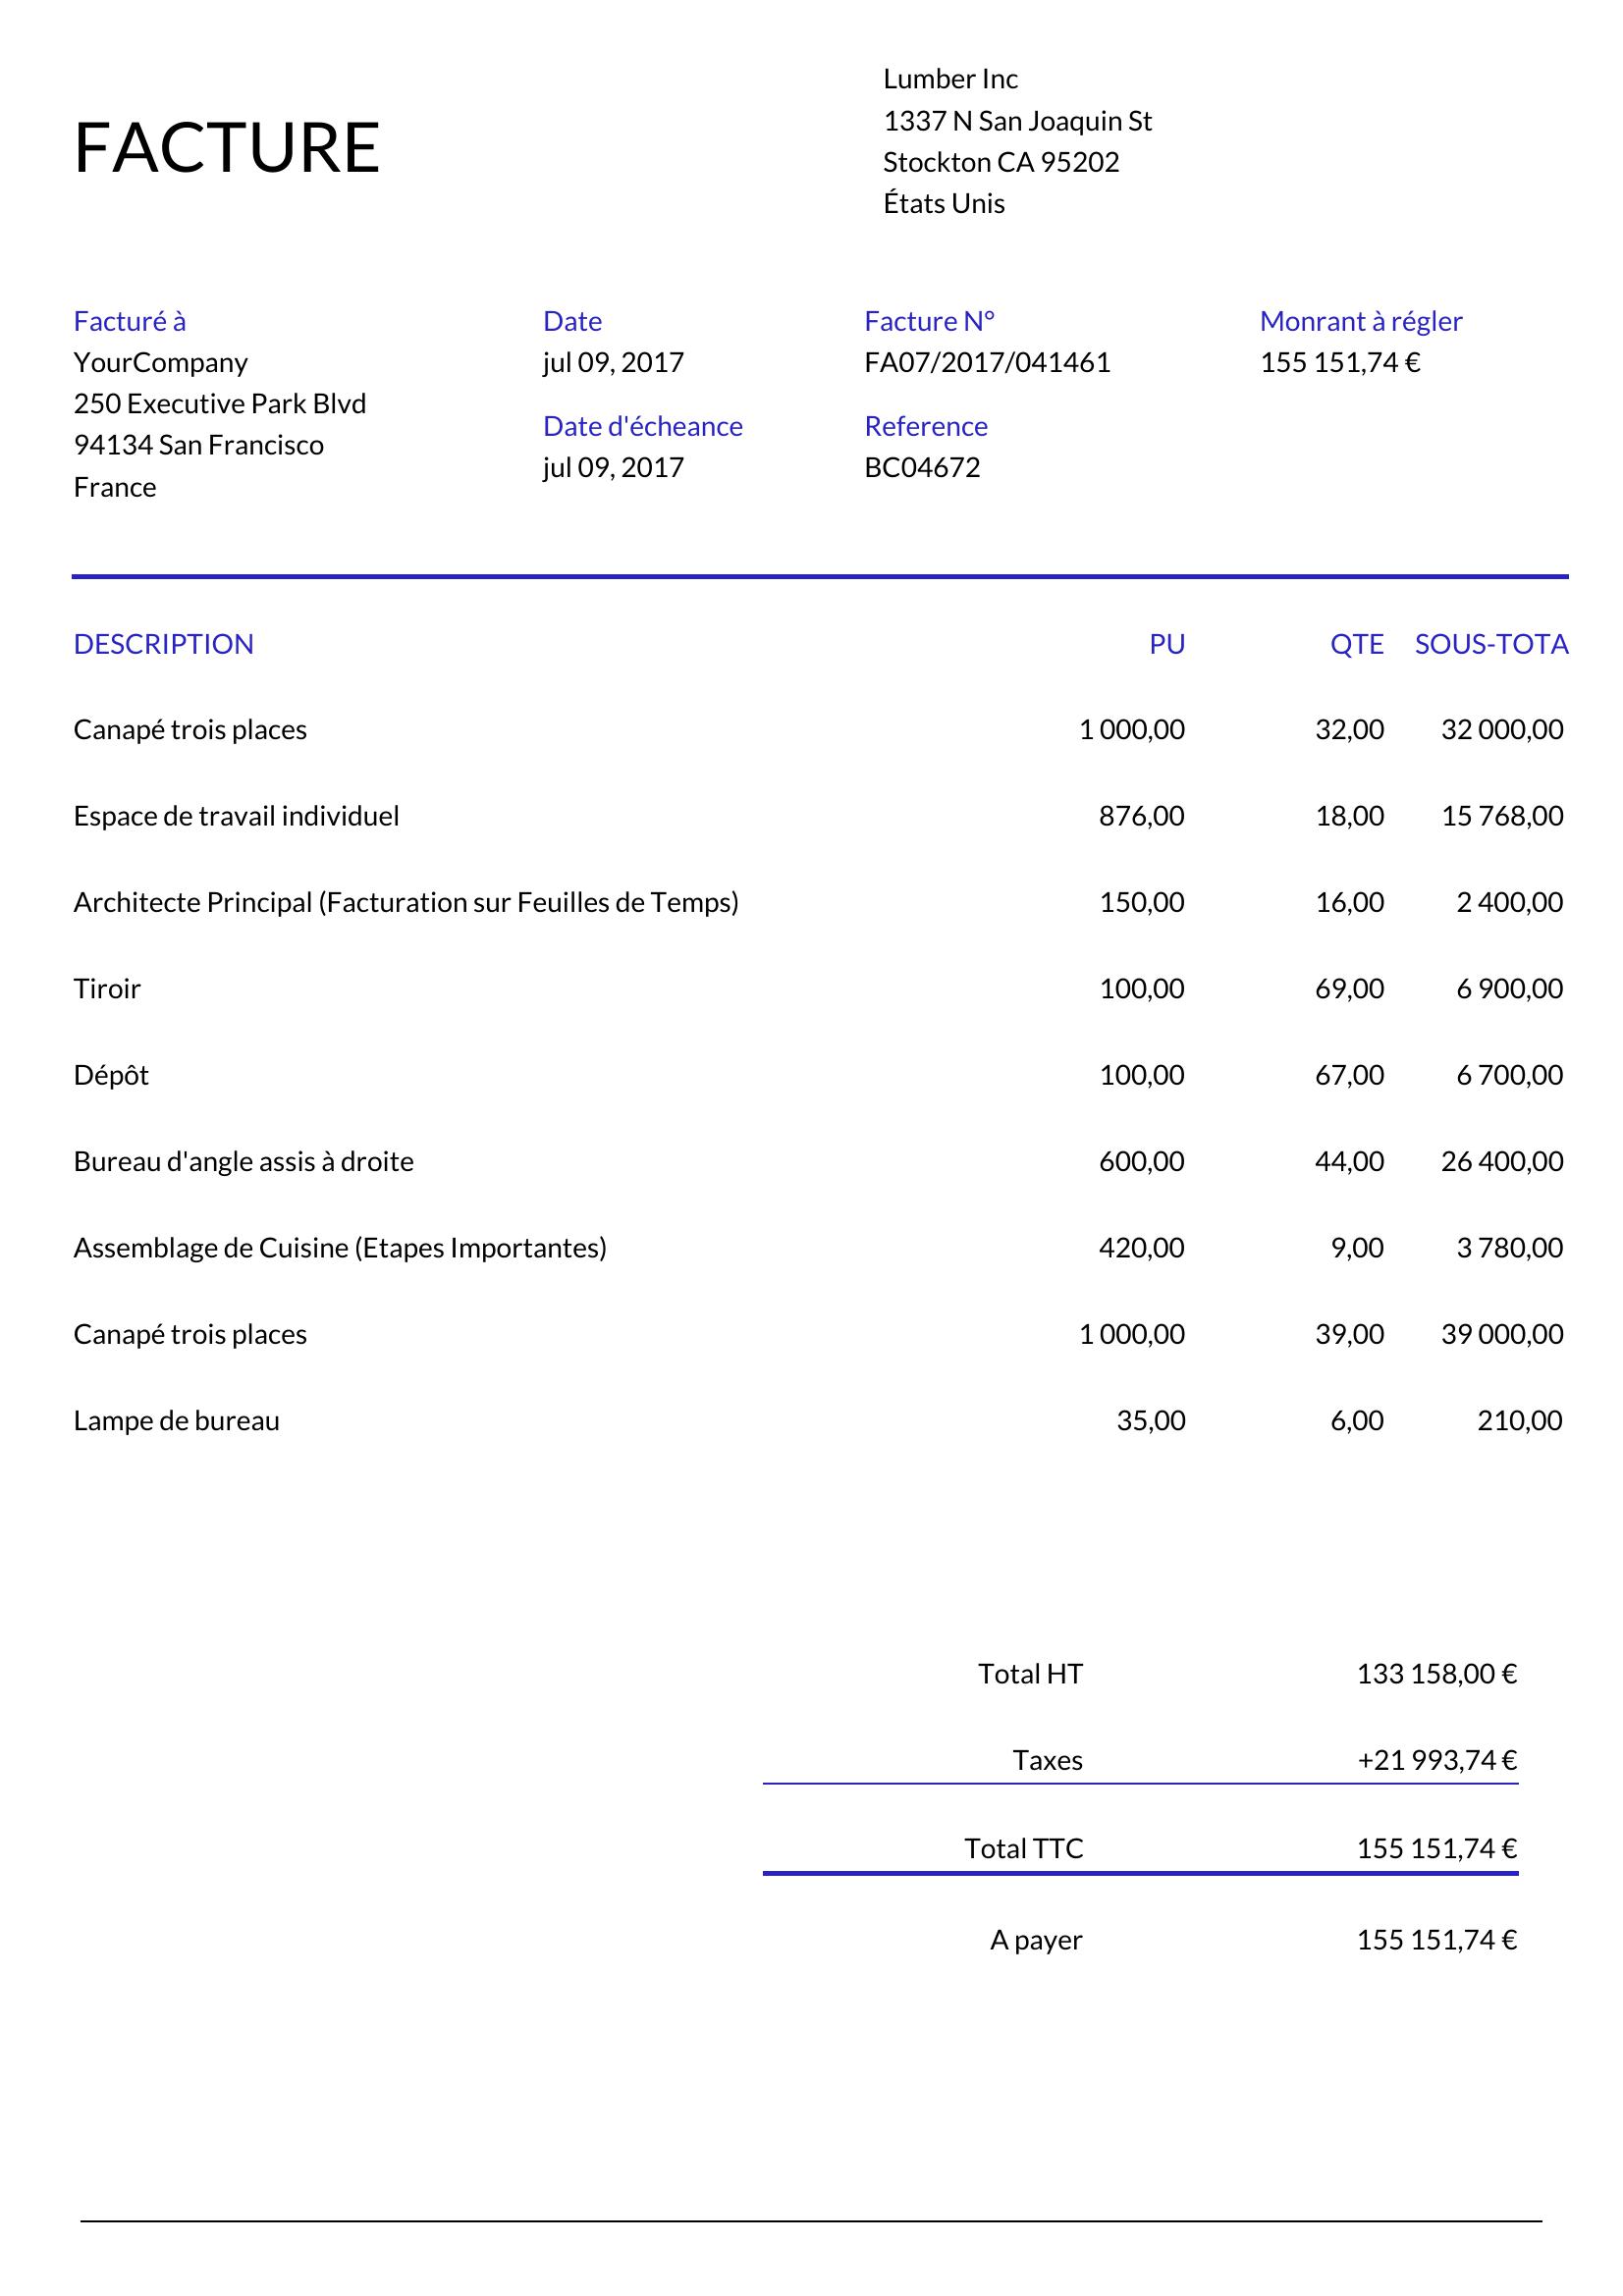 Lumber Inc
1337 N San Joaquin St
Stockton CA 95202
États Unis
FACTURE
Facturé à
YourCompany
250 Executive Park Blvd
94134 San Francisco
France
Date
jul 09, 2017
Date d'écheance
jul 09, 2017
Facture N°
FA07/2017/041461
Reference
BC04672
Monrant à régler
155 151,74 €
DESCRIPTION PU QTE SOUS-TOTA
Canapé trois places 1 000,00 32,00 32 000,00
Espace de travail individuel 876,00 18,00 15 768,00
Architecte Principal (Facturation sur Feuilles de Temps) 150,00 16,00 2 400,00
Tiroir 100,00 69,00 6 900,00
Dépôt 100,00 67,00 6 700,00
Bureau d'angle assis à droite 600,00 44,00 26 400,00
Assemblage de Cuisine (Etapes Importantes) 420,00 9,00 3 780,00
Canapé trois places 1 000,00 39,00 39 000,00
Lampe de bureau 35,00 6,00 210,00
Total HT 133 158,00 €
Taxes +21 993,74 €
Total TTC 155 151,74 €
A payer 155 151,74 €